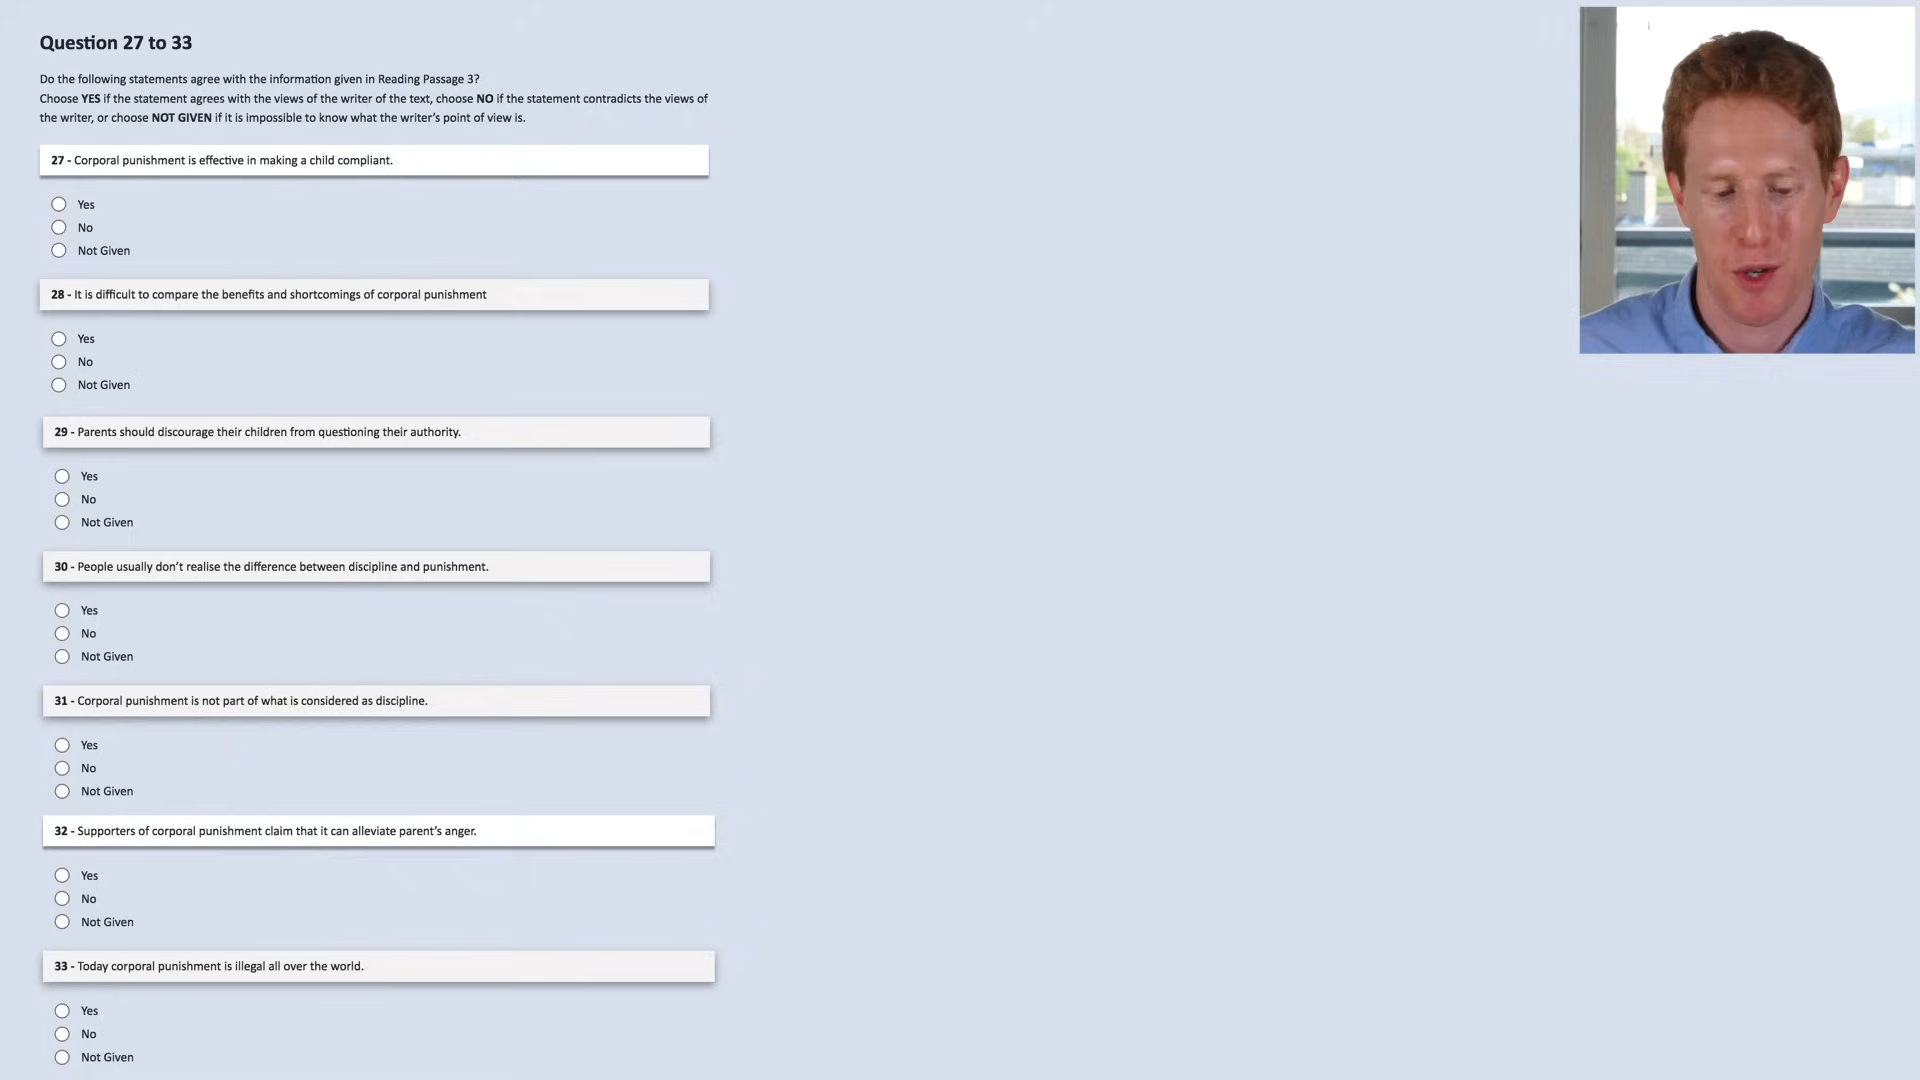 Question 27 to 33
Do the following statements agree with the information given in Reading Passage 3?
Choose YES if the statement agrees with the views of the writer of the text, choose NO if the statement contradicts the views of
the writer, or choose NOT GIVEN if it is impossible to know what the writer's point of view is.
27 - Corporal punishment is effective in making a child compliant.
Yes
No
Not Given
28 - It is difficult to compare the benefits and shortcomings of corporal punishment
Yes
No
Not Given
29 - Parents should discourage their children from questioning their authority.
Yes
No
Not Given
30 - People usually don't realise the difference between discipline and punishment.
Yes
No
Not Given
31 - Corporal punishment is not part of what is considered as discipline.
Yes
No
Not Given
32 - Supporters of corporal punishment claim that it can alleviate parent's anger.
Yes
No
Not Given
33 - Today corporal punishment is illegal all over the world.
Yes
No
Not Given